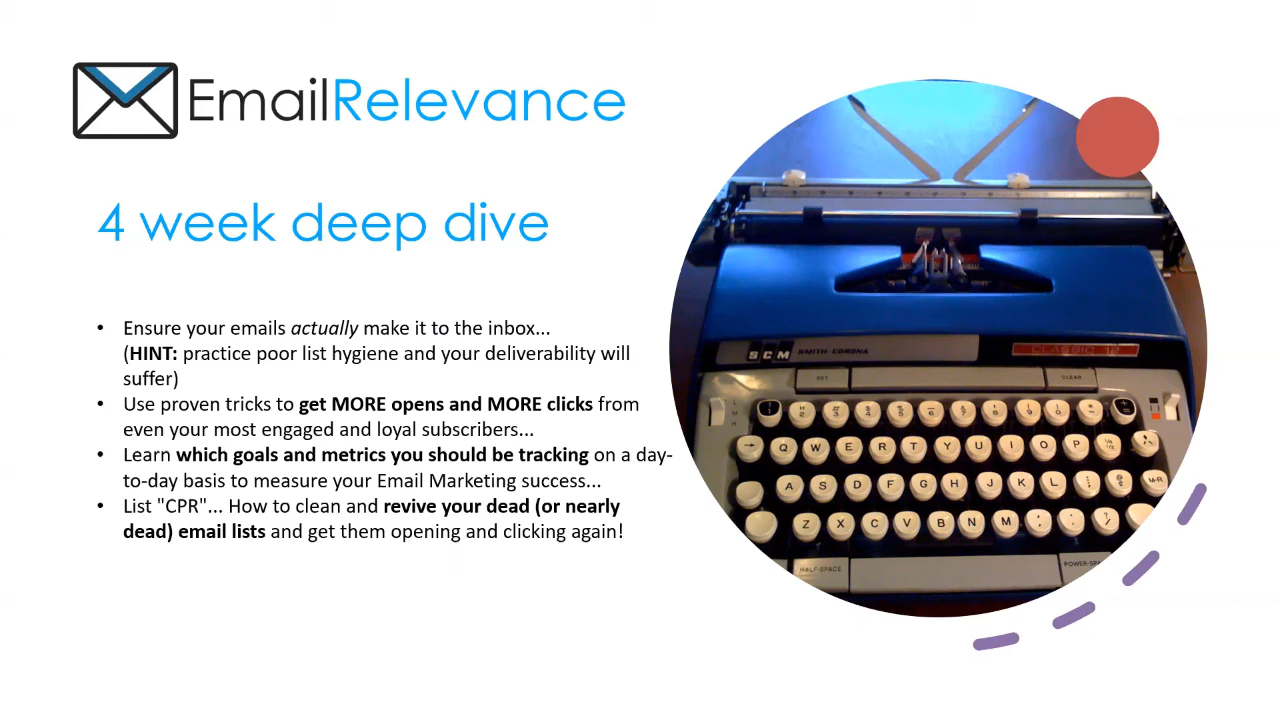 EmailRelevance
4 week deep dive
• Ensure your emails actually make it to the inbox...
(HINT: practice poor list hygiene and your deliverability will
suffer)
• Use proven tricks to get MORE opens and MORE clicks from
even your most engaged and loyal subscribers...
• Learn which goals and metrics you should be tracking on a day-
to-day basis to measure your Email Marketing success...
• List "CPR"... How to clean and revive your dead (or nearly
dead) email lists and get them opening and clicking again!
SCM SMITH-CORONA CLASSIC 12
SET CLEAR
Q W E R T Y U I O P
A S D F G H J K L M-R
Z X C V B N M
HALF-SPACE